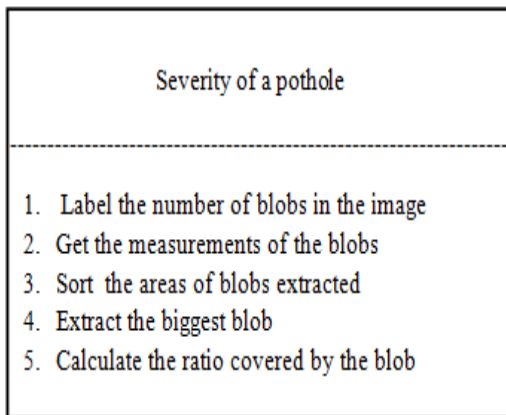 Severity of a pothole
1. Label the number of blobs in the image
2. Get the measurements of the blobs
3. Sort the areas of blobs extracted
4. Extract the biggest blob
5. Calculate the ratio covered by the blob